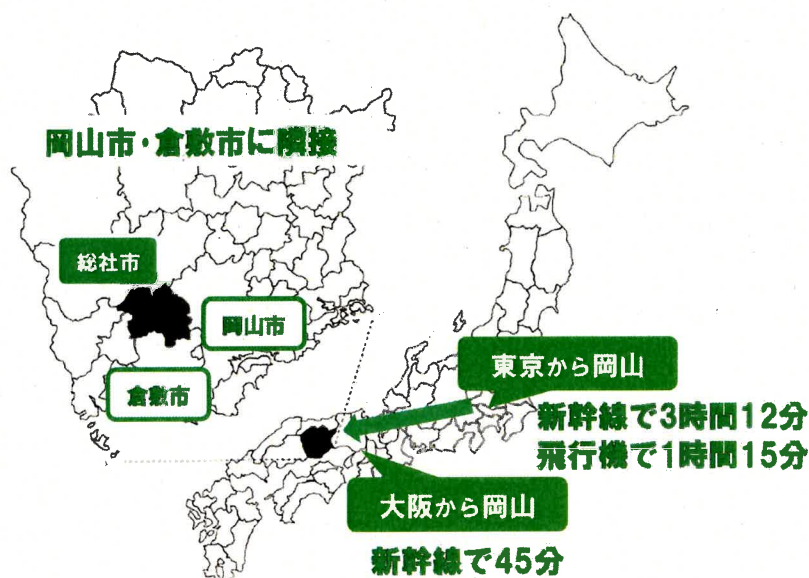 岡山市・倉敷市に隣接
総社市
岡山市
倉敷市
東京から岡山
新幹線で3時間12分
飛行機で1時間15分
大阪から岡山
新幹線で45分